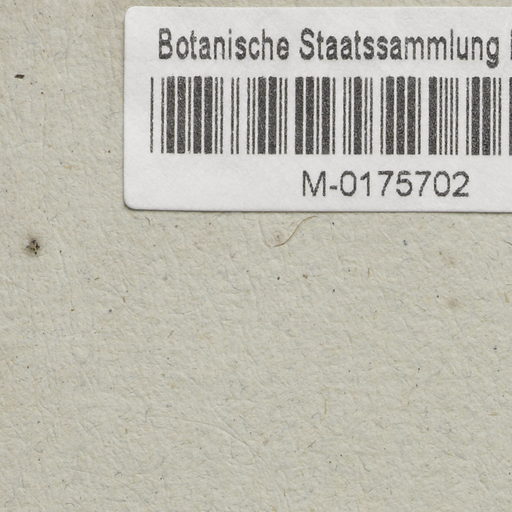 Botanische Staatssammlung
M-0175702